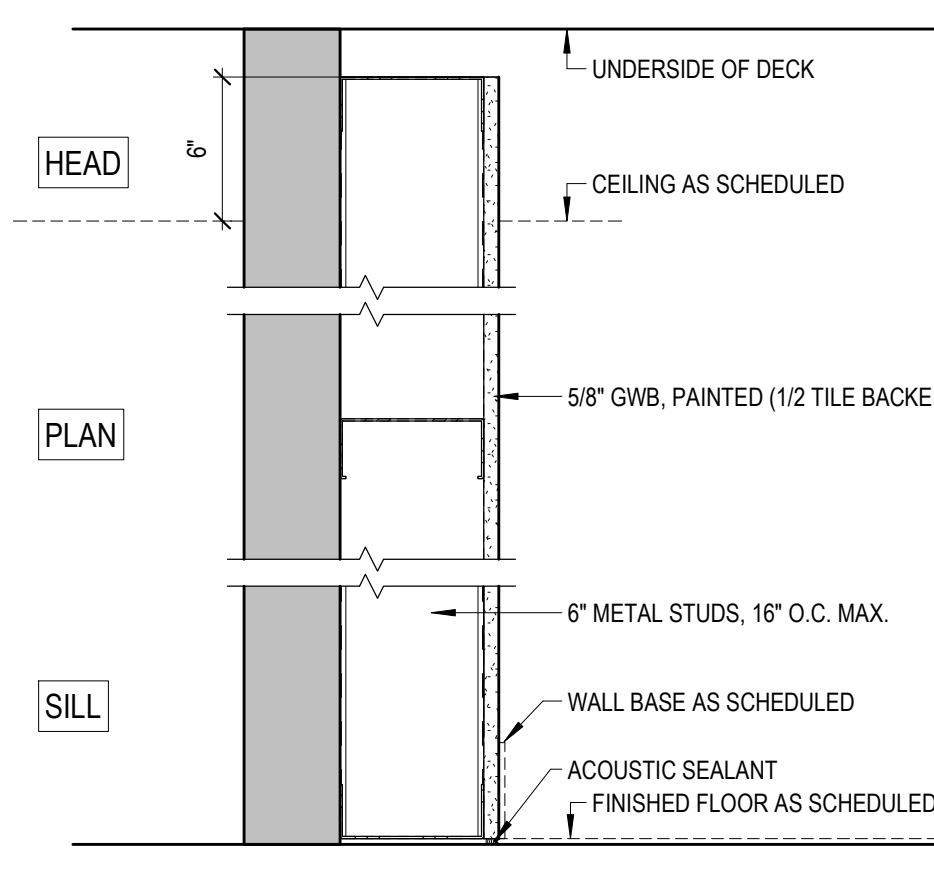 UNDERSIDE OF DECK
HEAD
6"
CEILING AS SCHEDULED
5/8" GWB, PAINTED (1/2 TILE BACKE
PLAN
6" METAL STUDS, 16" O.C. MAX.
SILL
WALL BASE AS SCHEDULED
ACOUSTIC SEALANT
FINISHED FLOOR AS SCHEDULED